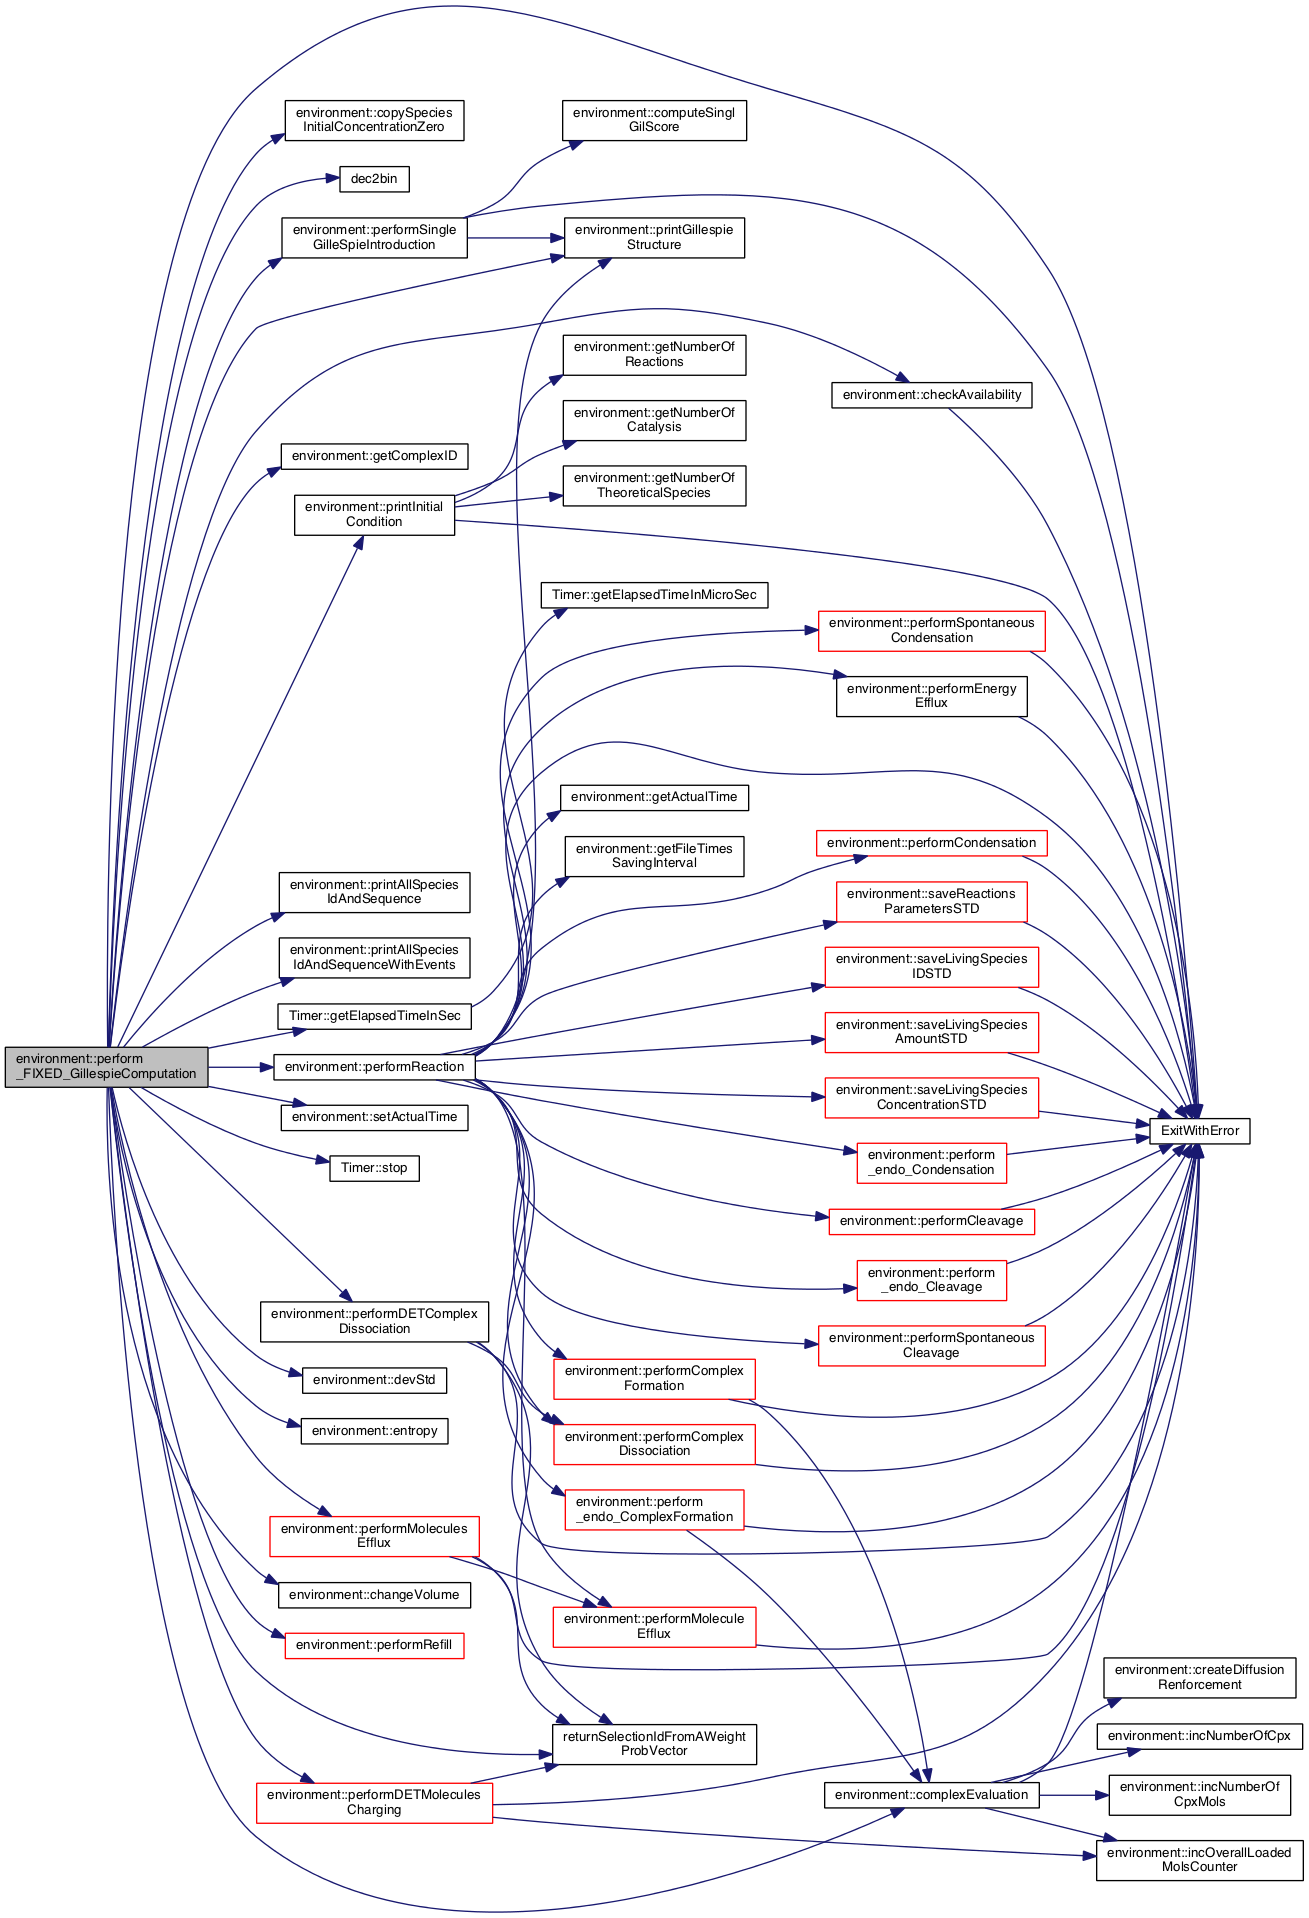 environment::copySpecies
InitialConcentrationZero
environment::computeSingl
GilScore
dec2bin
environment::performSingle
GilleSpieIntroduction
environment::printGillespie
Structure
environment::getNumberOf
Reactions
environment::checkAvailability
environment::getNumberOf
Catalysis
environment::getComplexID
environment::getNumberOf
TheoreticalSpecies
environment::printInitial
Condition
Timer::getElapsedTimeInMicroSec
environment::performSpontaneous
Condensation
environment::performEnergy
Efflux
environment::getActualTime
environment::getFileTimes
SavingInterval
environment::performCondensation
environment::printAllSpecies
IdAndSequence
environment::saveReactions
ParametersSTD
environment::printAllSpecies
IdAndSequenceWithEvents
environment::saveLivingSpecies
IDSTD
Timer::getElapsedTimeInSec
environment::saveLivingSpecies
AmountSTD
environment::perform
_FIXED_GillespieComputation
environment::performReaction
environment::saveLivingSpecies
ConcentrationSTD
environment::setActualTime
ExitWithError
Timer::stop
environment::perform
_endo_Condensation
environment::performCleavage
environment::perform
_endo_Cleavage
environment::performDETComplex
Dissociation
environment::performSpontaneous
Cleavage
environment::devStd
environment::performComplex
Formation
environment::entropy
environment::performComplex
Dissociation
environment::perform
_endo_ComplexFormation
environment::performMolecules
Efflux
environment::changeVolume
environment::performMolecule
Efflux
environment::performRefill
environment::createDiffusion
Renforcement
returnSelectionIdFromAWeight
ProbVector
environment::incNumberOfCpx
environment::performDETMolecules
Charging
environment::complexEvaluation
environment::incNumberOf
CpxMols
environment::incOverallLoaded
MolsCounter